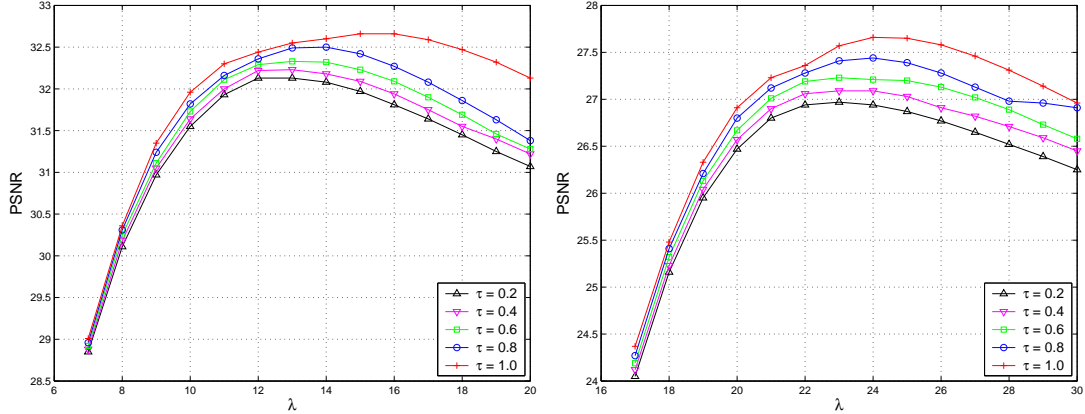 33
32.5
32
31.5
31
30.5
30
29.5
29
28.5
6 8 10 12 14 16 18 20
PSNR
λ
τ = 0.2
τ = 0.4
τ = 0.6
τ = 0.8
τ = 1.0
28
27.5
27
26.5
26
25.5
25
24.5
24
16 18 20 22 24 26 28 30
PSNR
λ
τ = 0.2
τ = 0.4
τ = 0.6
τ = 0.8
τ = 1.0